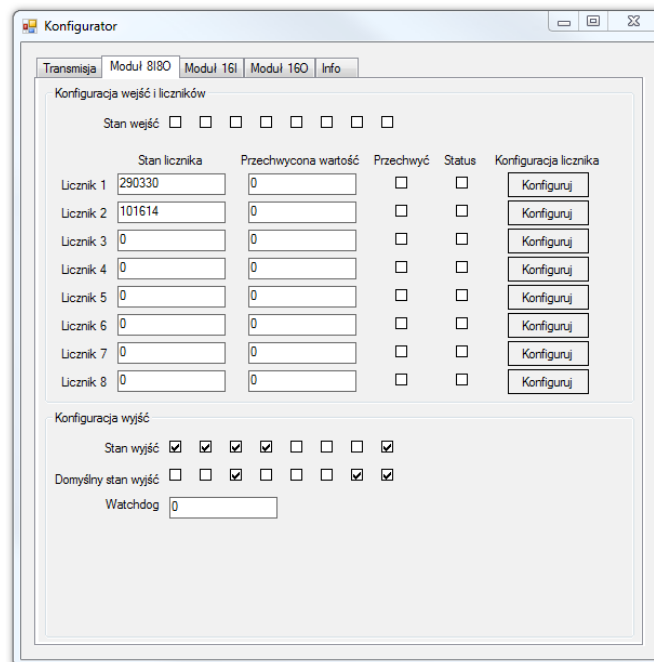 Konfigurator
Transmisja Moduł 8I8O Moduł 16I Moduł 16O Info
Konfiguracja wejść i liczników
Stan wejść
Stan licznika Przechwycona wartość Przechwyć Status Konfiguracja licznika
Licznik 1 290330 0 Konfiguruj
Licznik 2 101614 0 Konfiguruj
Licznik 3 0 0 Konfiguruj
Licznik 4 0 0 Konfiguruj
Licznik 5 0 0 Konfiguruj
Licznik 6 0 0 Konfiguruj
Licznik 7 0 0 Konfiguruj
Licznik 8 0 0 Konfiguruj
Konfiguracja wyjść
Stan wyjść
Domyślny stan wyjść
Watchdog 0